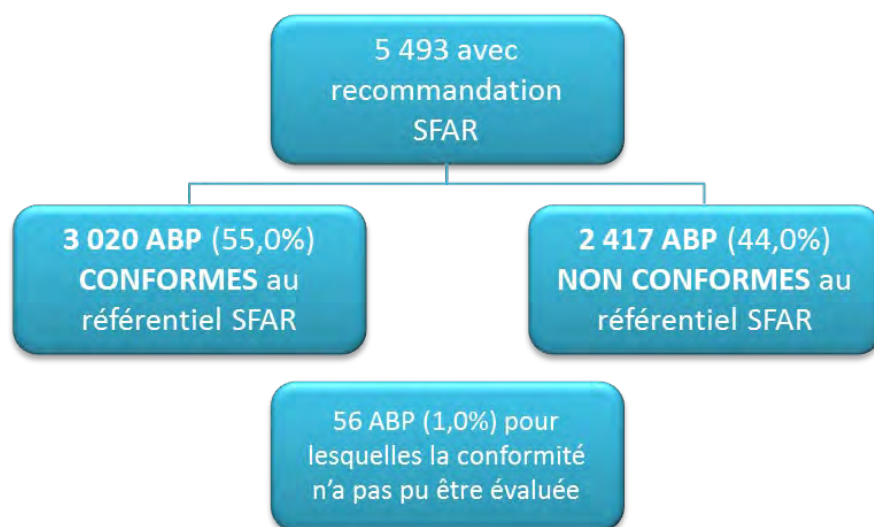 5 493 avec
recommandation
SFAR
3 020 ABP (55,0%)
CONFORMES au
référentiel SFAR
2 417 ABP (44,0%)
NON CONFORMES au
référentiel SFAR
56 ABP (1,0%) pour
lesquelles la conformité
n'a pas pu être évaluée